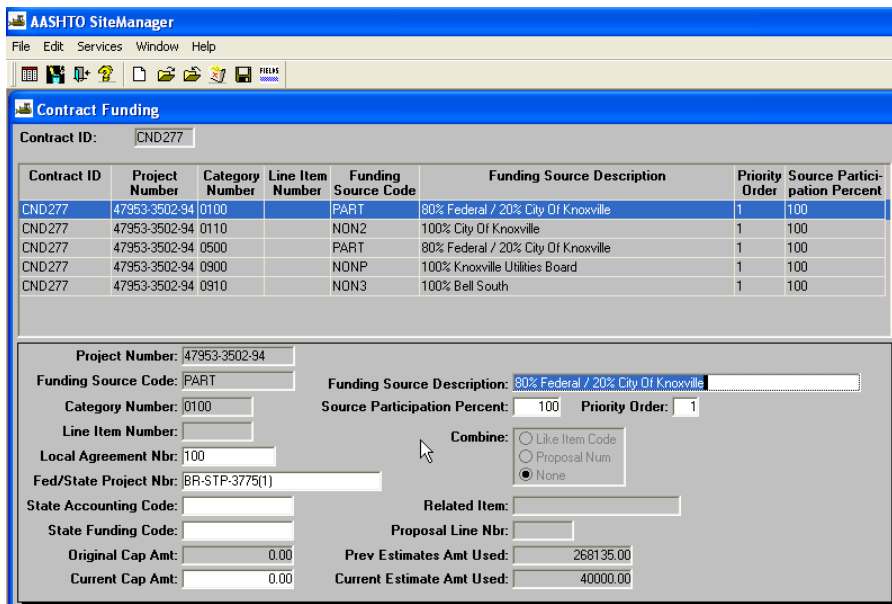 AASHTO SiteManager
File Edit Services Window Help
FIELDS
Contract Funding
Contract ID: CND277
Contract ID Project Number Category Number Line Item Number Funding Source Code Funding Source Description Priority Order Source Partici-pation Percent
CND277 47953-3502-94 0100 PART 80% Federal / 20% City Of Knoxville 1 100
CND277 47953-3502-94 0110 NON2 100% City Of Knoxville 1 100
CND277 47953-3502-94 0500 PART 80% Federal / 20% City Of Knoxville 1 100
CND277 47953-3502-94 0900 NONP 100% Knoxville Utilities Board 1 100
CND277 47953-3502-94 0910 NON3 100% Bell South 1 100
Project Number: 47953-3502-94
Funding Source Code: PART Funding Source Description: 80% Federal / 20% City Of Knoxville
Category Number: 0100 Source Participation Percent: 100 Priority Order: 1
Line Item Number: Combine: Like Item Code
Local Agreement Nbr: 100 Proposal Num
Fed/State Project Nbr: BR-STP-3775(1) None
State Accounting Code: Related Item:
State Funding Code: Proposal Line Nbr:
Original Cap Amt: 0.00 Prev Estimates Amt Used: 268135.00
Current Cap Amt: 0.00 Current Estimate Amt Used: 40000.00